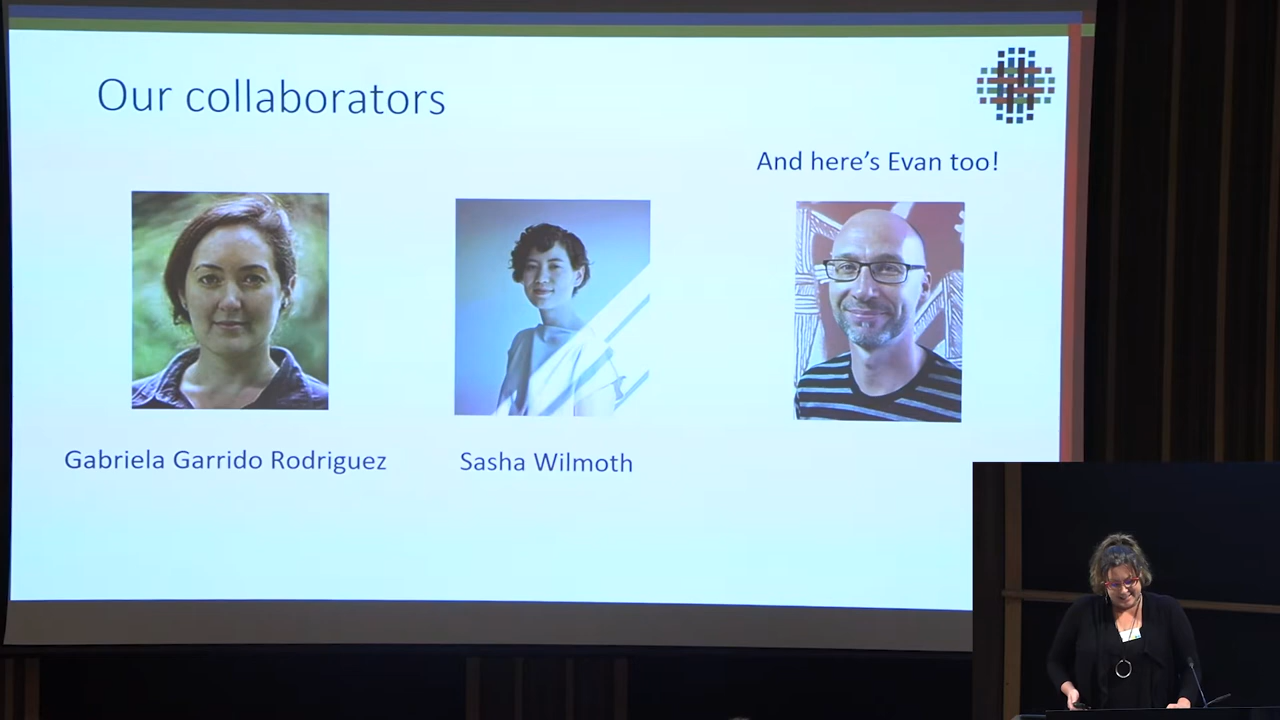 Our collaborators
And here's Evan too!
Gabriela Garrido Rodriguez
Sasha Wilmoth